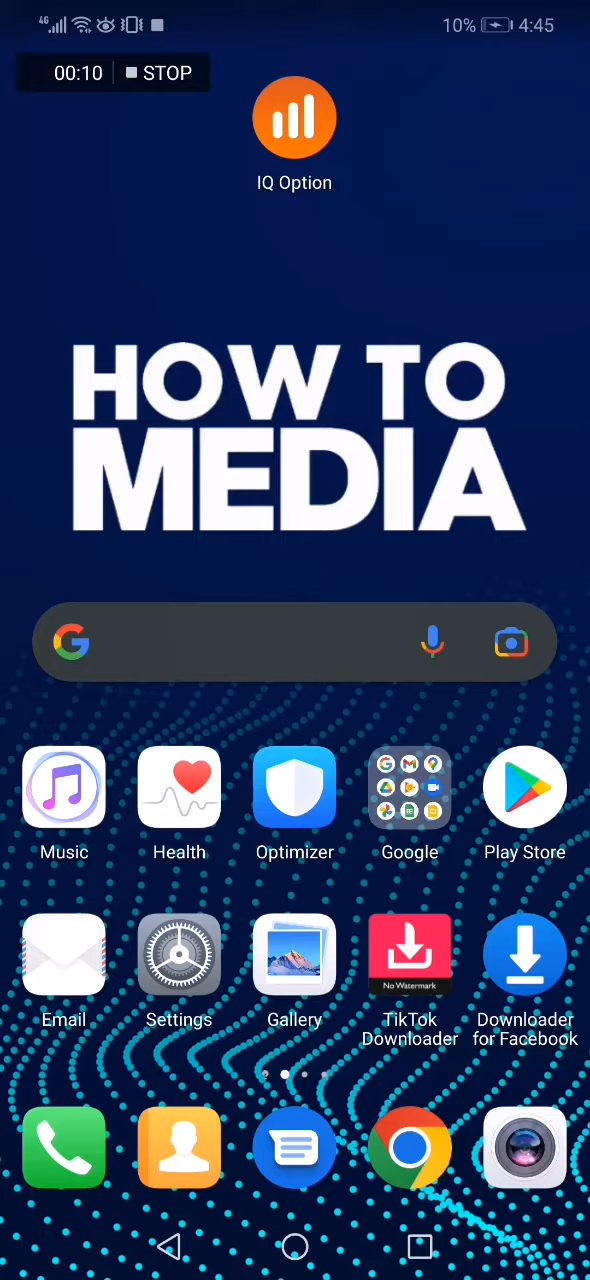 4G 10% 4:45
00:10 STOP
IQ Option
HOW TO
MEDIA
Music Health Optimizer Google Play Store
No Watermark
Email Settings Gallery TikTok Downloader
Downloader for Facebook